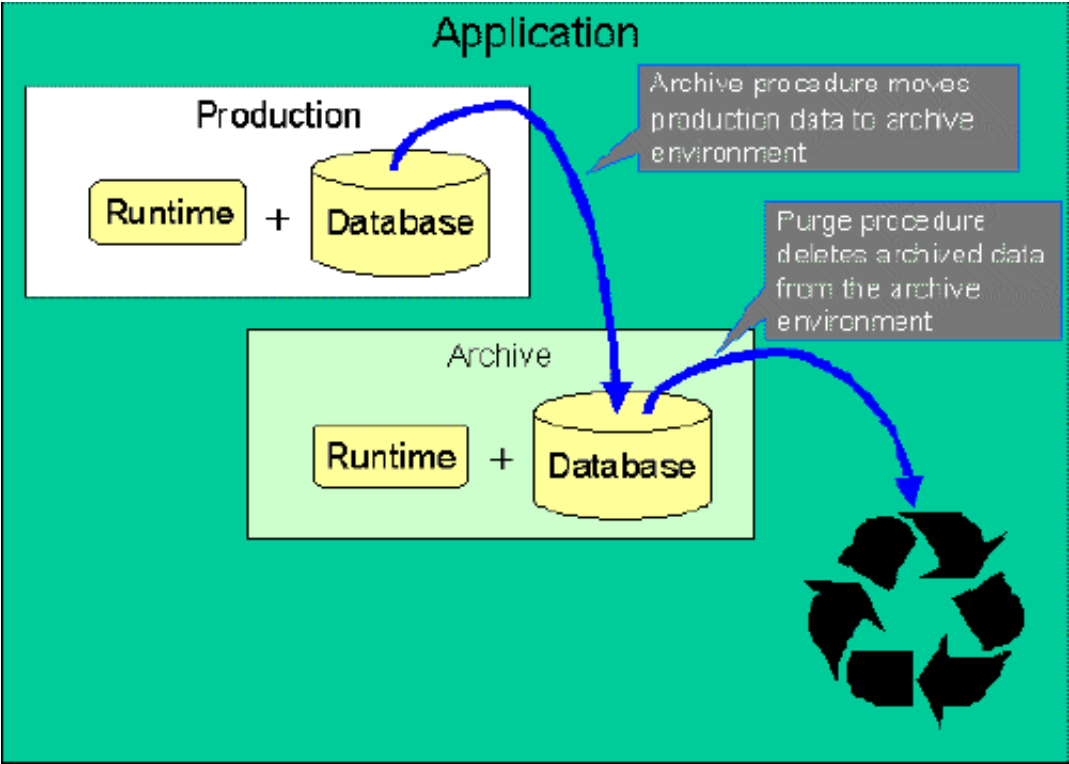 Application
Production
Runtime + Database
Archive procedure moves
production data to archive
environment
Purge procedure
deletes archived data
from the archive
environment
Archive
Runtime + Database